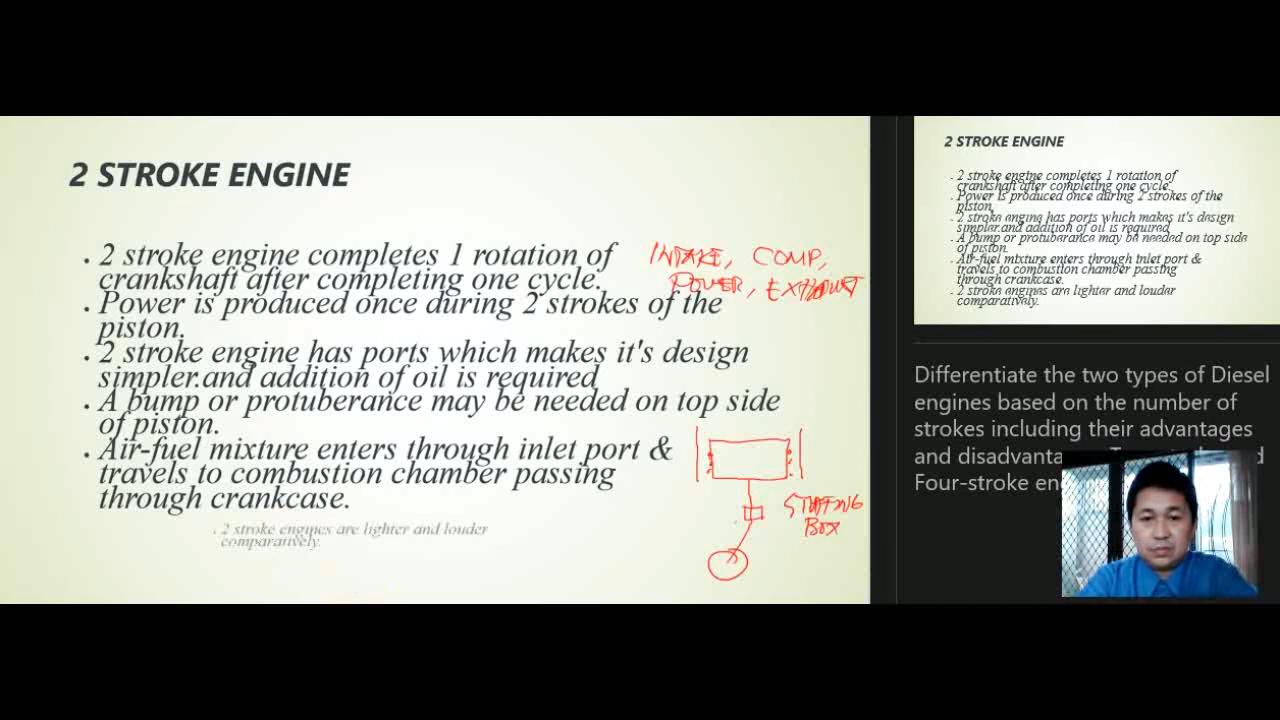 2 STROKE ENGINE
. 2 stroke engine completes 1 rotation of
crankshaft after completing one cycle.
. Power is produced once during 2 strokes of the
piston.
. 2 stroke engine has ports which makes it's design
simpler.and addition of oil is required
. A bump or protuberance may be needed on top side
of piston.
. Air-fuel mixture enters through inlet port &
travels to combustion chamber passing
through crankcase.
. 2 stroke engines are lighter and louder
comparatively.
INTAKE, COMP,
POWER, EXHAUST
STUFFING
BOX
2 STROKE ENGINE
. 2 stroke engine completes 1 rotation of
crankshaft after completing one cycle.
. Power is produced once during 2 strokes of the
piston.
. 2 stroke engine has ports which makes it's design
simpler.and addition of oil is required
. A bump or protuberance may be needed on top side
of piston.
. Air-fuel mixture enters through inlet port &
travels to combustion chamber passing
through crankcase.
. 2 stroke engines are lighter and louder
comparatively.
Differentiate the two types of Diesel
engines based on the number of
strokes including their advantages
and disadvanta
Four-stroke en